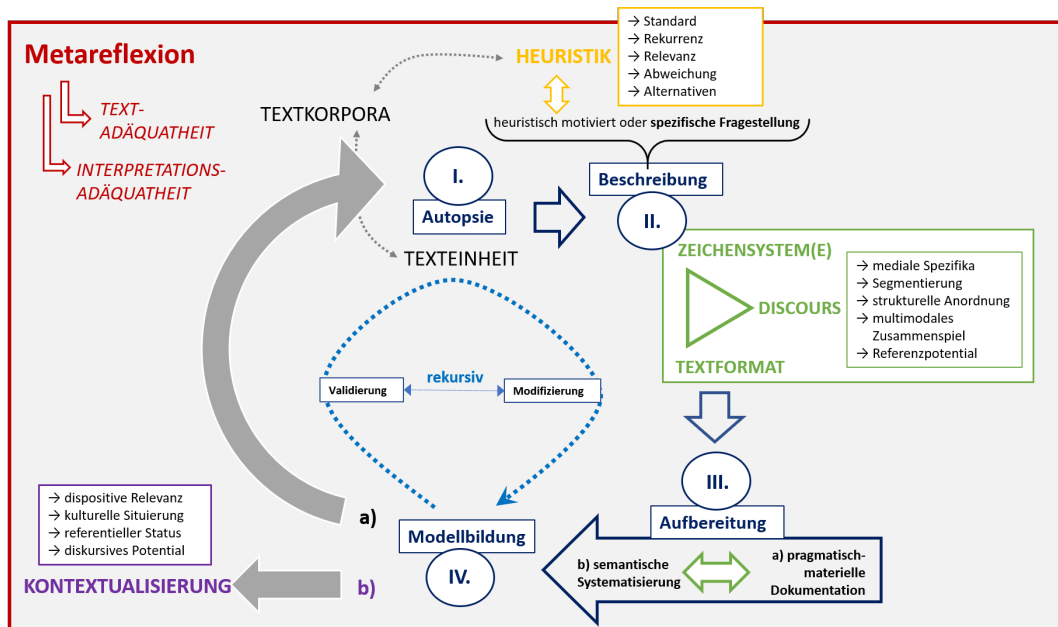 Metareflexion
TEXT-
ADÄQUATHEIT
INTERPRETATIONS-
ADÄQUATHEIT
TEXTKORPORA
HEURISTIK
→ Standard
→ Rekurrenz
→ Relevanz
→ Abweichung
→ Alternativen
heuristisch motiviert oder spezifische Fragestellung
I.
Autopsie
Beschreibung
II.
TEXTEINHEIT
ZEICHENSYSTEM(E)
DISCOURS
TEXTFORMAT
→ mediale Spezifika
→ Segmentierung
→ strukturelle Anordnung
→ multimodales
Zusammenspiel
→ Referenzpotential
Validierung
rekursiv
Modifizierung
III.
Aufbereitung
b) semantische
Systematisierung
a) pragmatisch-
materielle
Dokumentation
Modellbildung
IV.
a)
b)
→ dispositive Relevanz
→ kulturelle Situierung
→ referentieller Status
→ diskursives Potential
KONTEXTUALISIERUNG